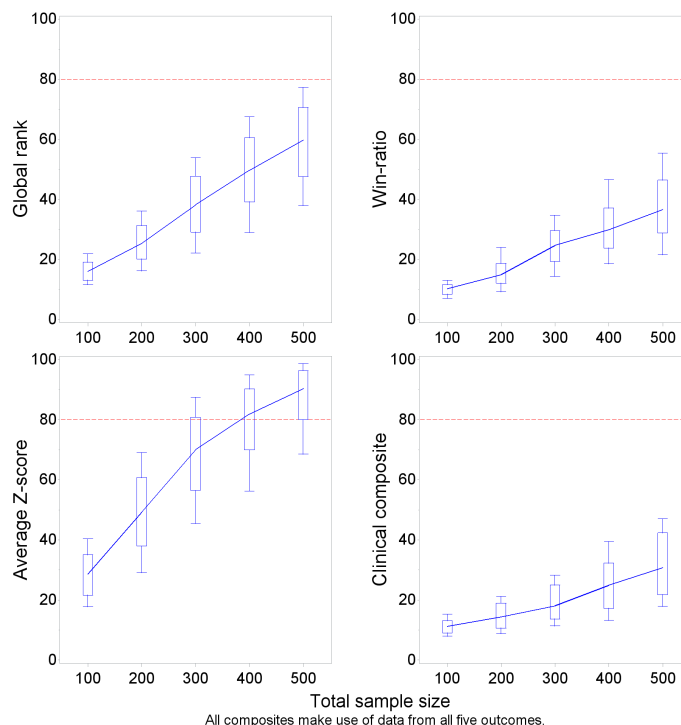 100
80
60
40
20
0
Global rank
100 200 300 400 500
100
80
60
40
20
0
Win-ratio
100 200 300 400 500
100
80
60
40
20
0
Average Z-score
100 200 300 400 500
100
80
60
40
20
0
Clinical composite
100 200 300 400 500
Total sample size
All composites make use of data from all five outcomes.